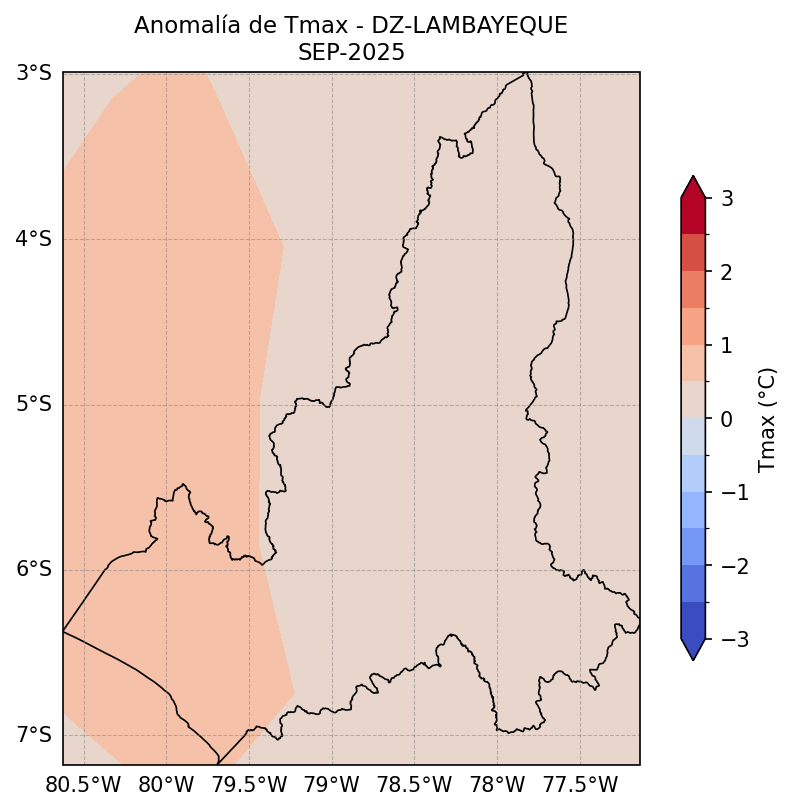 Anomalía de Tmax - DZ-LAMBAYEQUE
SEP-2025
3°S
4°S
5°S
6°S
7°S
80.5°W 80°W 79.5°W 79°W 78.5°W 78°W 77.5°W
3
2
1
0
−1
−2
−3
Tmax (°C)